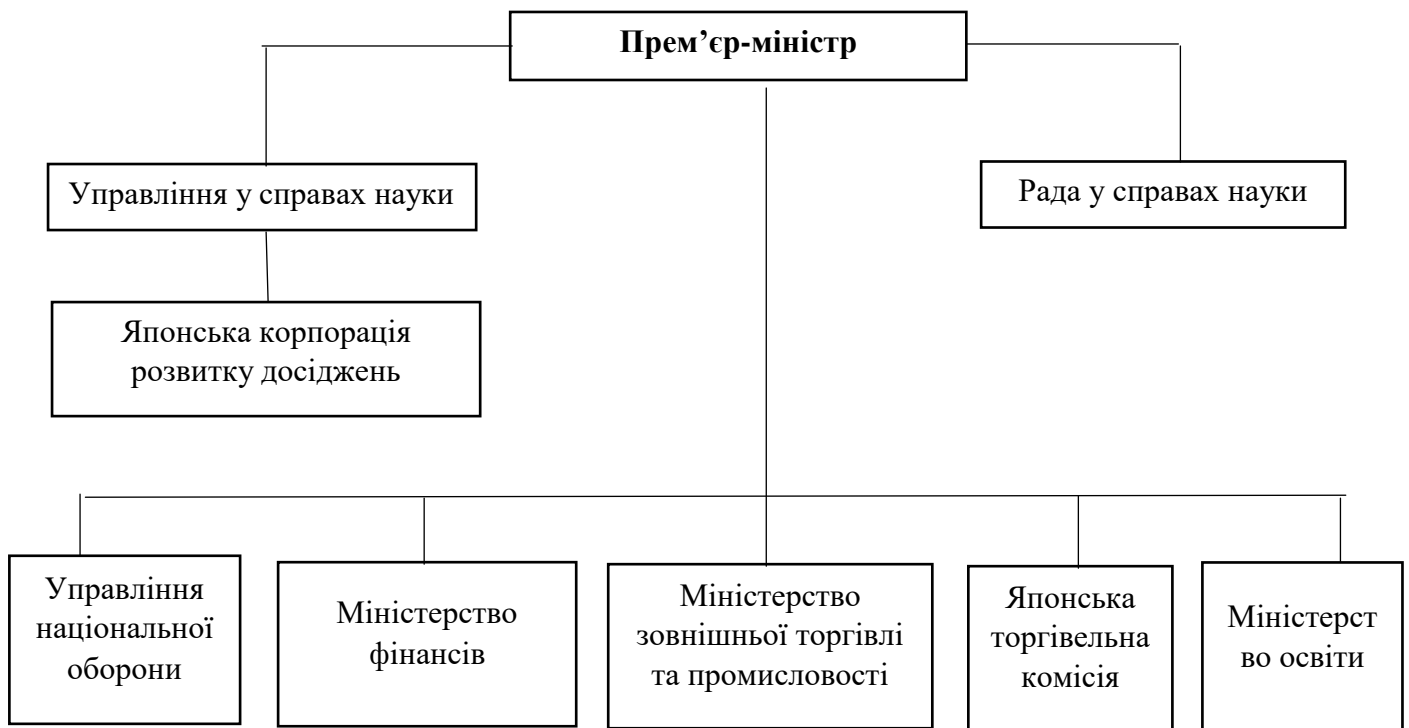 Прем’єр-міністр
Управління у справах науки
Рада у справах науки
Японська корпорація
розвитку досіджень
Управління
національної
оборони
Міністерство
фінансів
Міністерство
зовнішньої торгівлі
та промисловості
Японська
торгівельна
комісія
Міністерст
во освіти